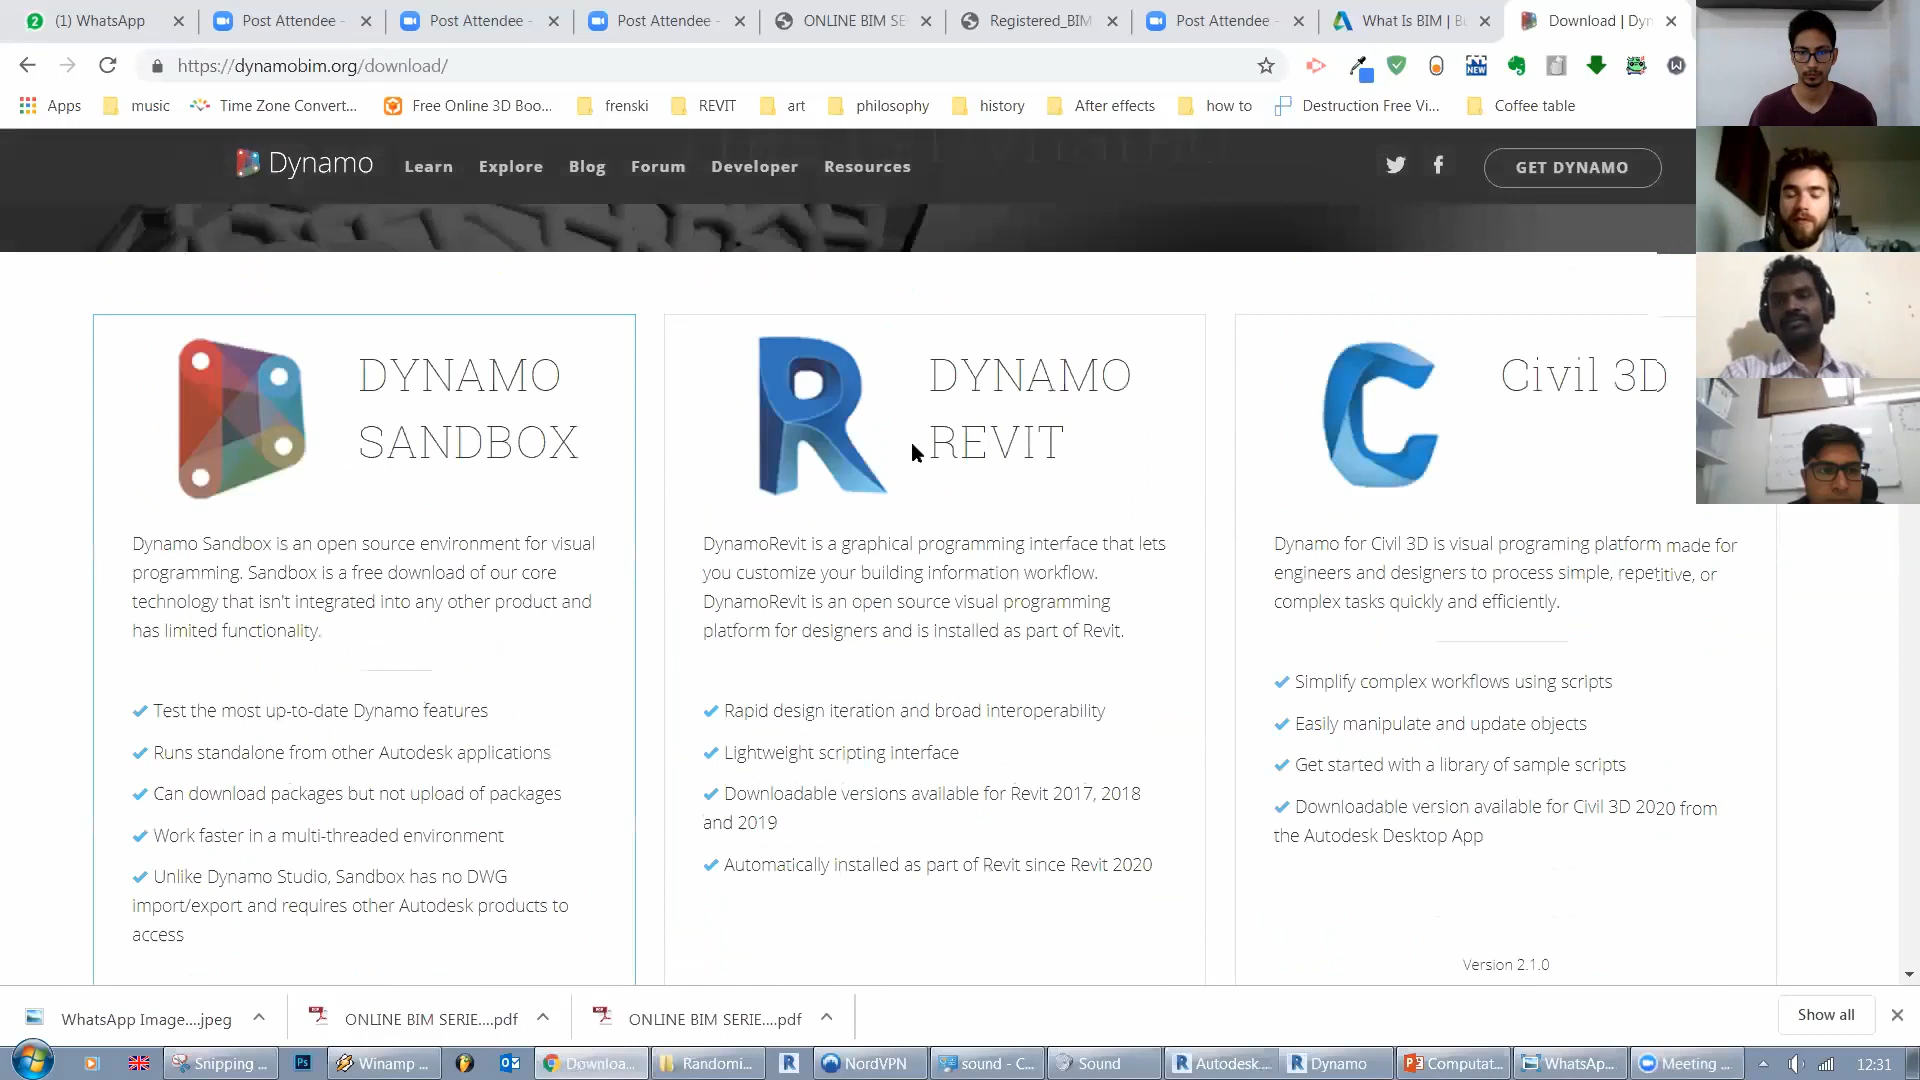 (1) WhatsApp
Post Attendee -
Post Attendee -
Post Attendee -
ONLINE BIM SE
Registered_BIM
Post Attendee -
What Is BIM | Bu
Download | Dyn
https://dynamobim.org/download/
NEW
Apps
music
Time Zone Convert...
Free Online 3D Boo...
frenski
REVIT
art
philosophy
history
After effects
how to
Destruction Free Vi...
Coffee table
Dynamo
Learn
Explore
Blog
Forum
Developer
Resources
GET DYNAMO
DYNAMO
SANDBOX
Dynamo Sandbox is an open source environment for visual
programming. Sandbox is a free download of our core
technology that isn't integrated into any other product and
has limited functionality.
Test the most up-to-date Dynamo features
Runs standalone from other Autodesk applications
Can download packages but not upload of packages
Work faster in a multi-threaded environment
Unlike Dynamo Studio, Sandbox has no DWG
import/export and requires other Autodesk products to
access
DYNAMO
REVIT
DynamoRevit is a graphical programming interface that lets
you customize your building information workflow.
DynamoRevit is an open source visual programming
platform for designers and is installed as part of Revit.
Rapid design iteration and broad interoperability
Lightweight scripting interface
Downloadable versions available for Revit 2017, 2018
and 2019
Automatically installed as part of Revit since Revit 2020
Civil 3D
Dynamo for Civil 3D is visual programing platform made for
engineers and designers to process simple, repetitive, or
complex tasks quickly and efficiently.
Simplify complex workflows using scripts
Easily manipulate and update objects
Get started with a library of sample scripts
Downloadable version available for Civil 3D 2020 from
the Autodesk Desktop App
Version 2.1.0
WhatsApp Image....jpeg
ONLINE BIM SERIE....pdf
ONLINE BIM SERIE....pdf
Show all
Snipping ...
Winamp ...
Downloa...
Randomi...
NordVPN
sound - C...
Sound
Autodesk...
Dynamo
Computat...
WhatsAp...
Meeting ...
12:31